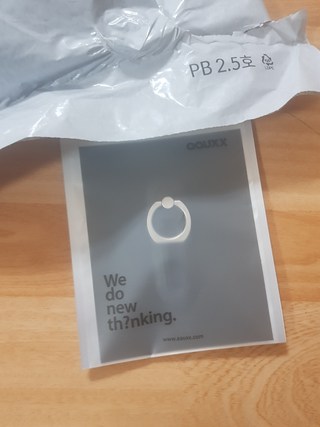 PB 2.5호
We
do
new
th?nking.